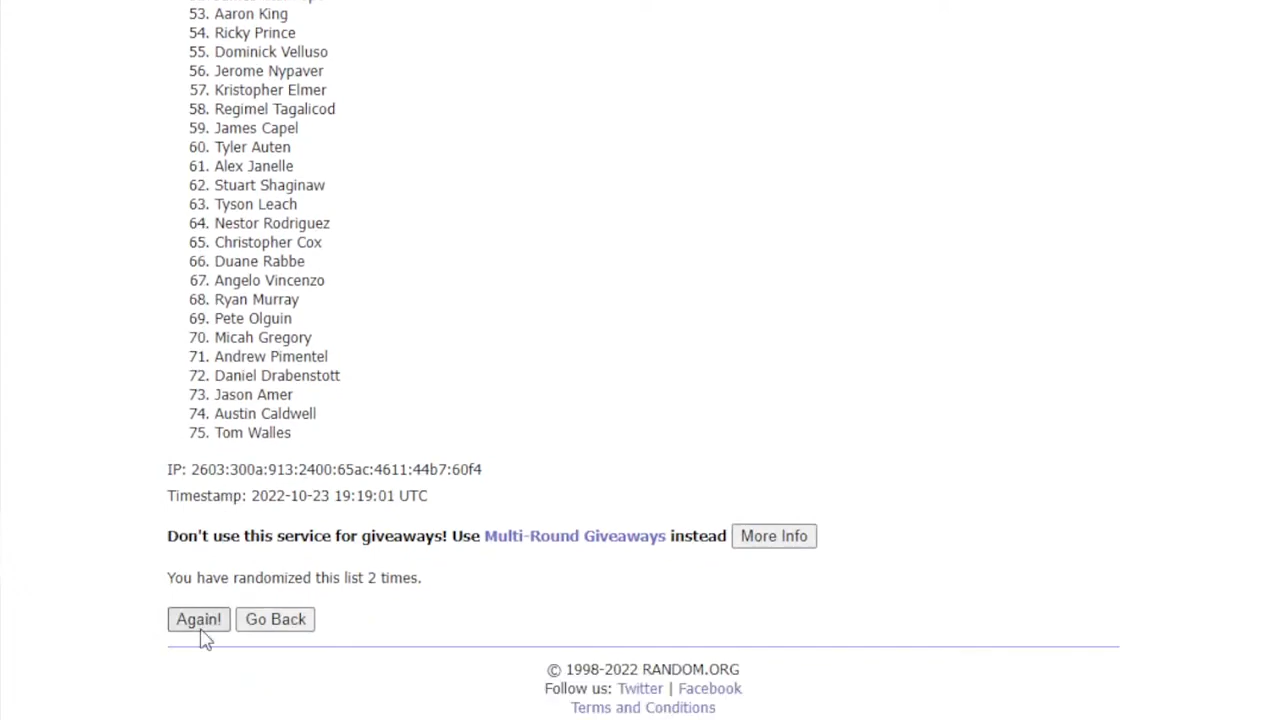 53. Aaron King
54. Ricky Prince
55. Dominick Velluso
56. Jerome Nypaver
57. Kristopher Elmer
58. Regimel Tagalicod
59. James Capel
60. Tyler Auten
61. Alex Janelle
62. Stuart Shaginaw
63. Tyson Leach
64. Nestor Rodriguez
65. Christopher Cox
66. Duane Rabbe
67. Angelo Vincenzo
68. Ryan Murray
69. Pete Olguin
70. Micah Gregory
71. Andrew Pimentel
72. Daniel Drabenstott
73. Jason Amer
74. Austin Caldwell
75. Tom Walles
IP: 2603:300a:913:2400:65ac:4611:44b7:60f4
Timestamp: 2022-10-23 19:19:01 UTC
Don't use this service for giveaways! Use Multi-Round Giveaways instead More Info
You have randomized this list 2 times.
Again! Go Back
© 1998-2022 RANDOM.ORG
Follow us: Twitter | Facebook
Terms and Conditions